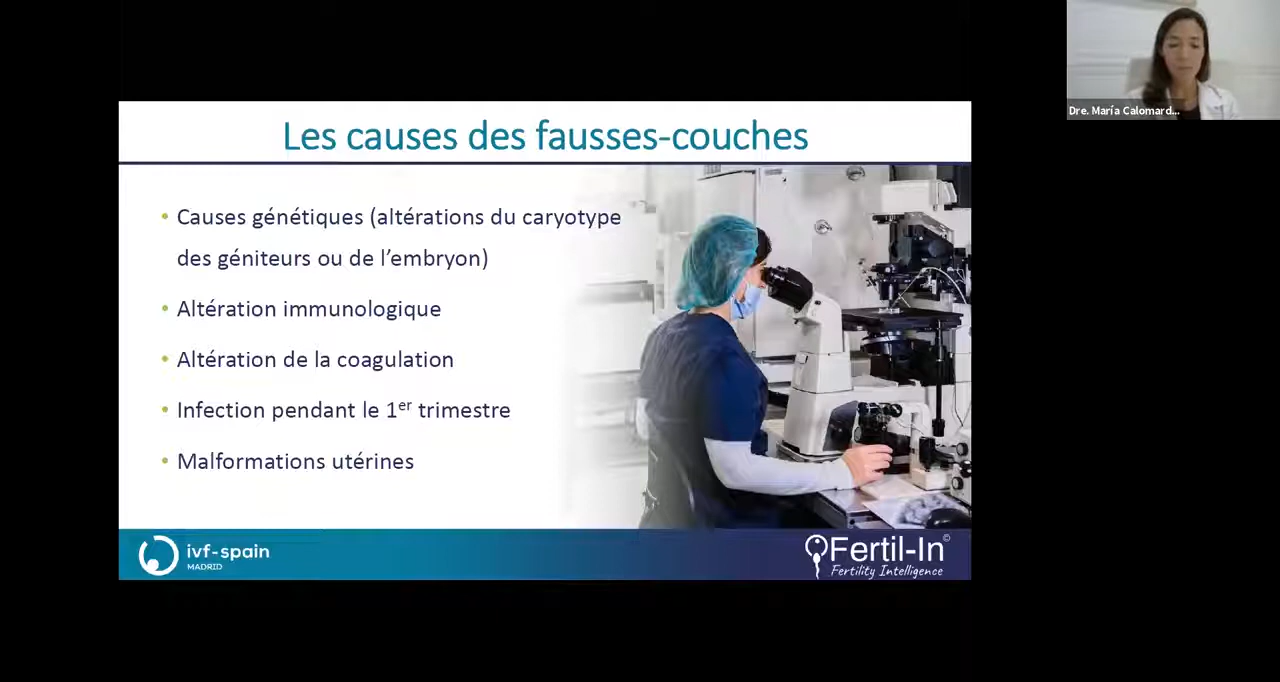 Dre. María Calomard...
Les causes des fausses-couches
• Causes génétiques (altérations du caryotype
des géniteurs ou de l’embryon)
• Altération immunologique
• Altération de la coagulation
• Infection pendant le 1er trimestre
• Malformations utérines
ivf-spain
MADRID
Fertil-In©
Fertility Intelligence